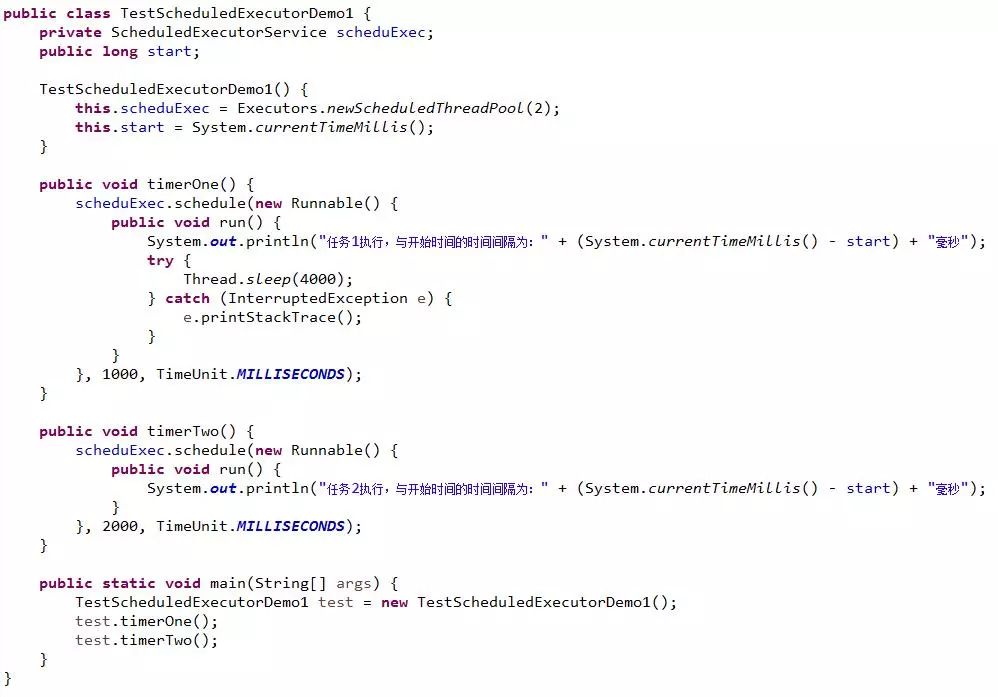 public class TestScheduledExecutorDemo1 {
    private ScheduledExecutorService scheduExec;
    public long start;

    TestScheduledExecutorDemo1() {
        this.scheduExec = Executors.newScheduledThreadPool(2);
        this.start = System.currentTimeMillis();
    }

    public void timerOne() {
        scheduExec.schedule(new Runnable() {
            public void run() {
                System.out.println("任务1执行，与开始时间的时间间隔为：" + (System.currentTimeMillis() - start) + "毫秒");
                try {
                    Thread.sleep(4000);
                } catch (InterruptedException e) {
                    e.printStackTrace();
                }
            }
        }, 1000, TimeUnit.MILLISECONDS);
    }

    public void timerTwo() {
        scheduExec.schedule(new Runnable() {
            public void run() {
                System.out.println("任务2执行，与开始时间的时间间隔为：" + (System.currentTimeMillis() - start) + "毫秒");
            }
        }, 2000, TimeUnit.MILLISECONDS);
    }

    public static void main(String[] args) {
        TestScheduledExecutorDemo1 test = new TestScheduledExecutorDemo1();
        test.timerOne();
        test.timerTwo();
    }
}